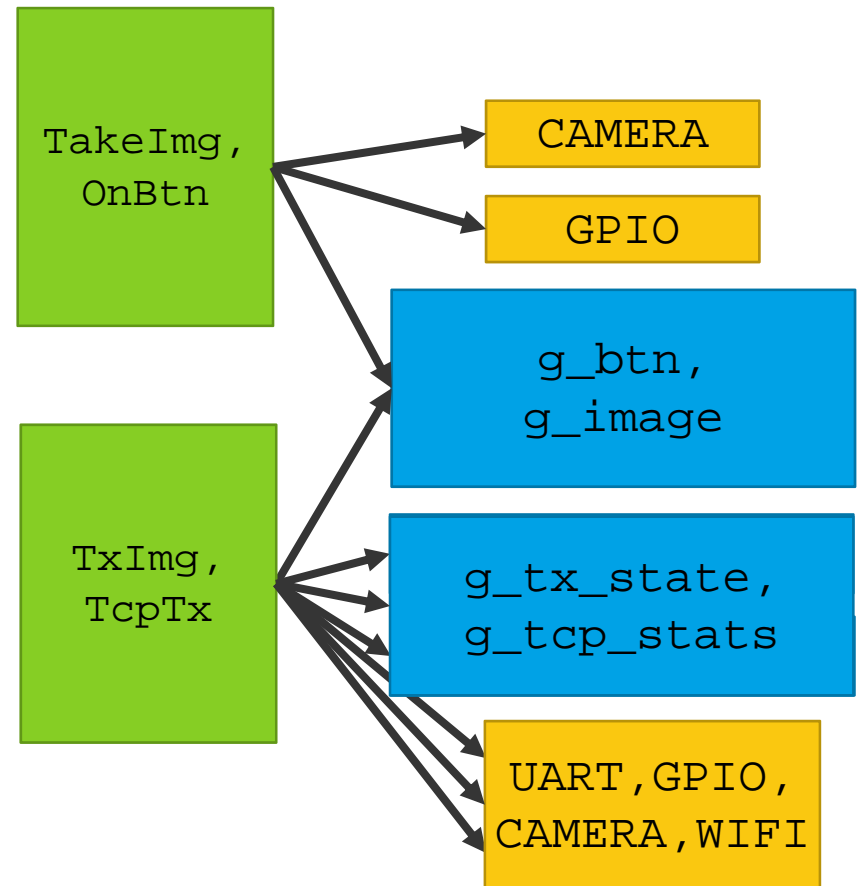 TakeImg,
OnBtn
CAMERA
GPIO
g_btn,
g_image
TxImg,
TcpTx
g_tx_state,
g_tcp_stats
UART,GPIO,
CAMERA,WIFI